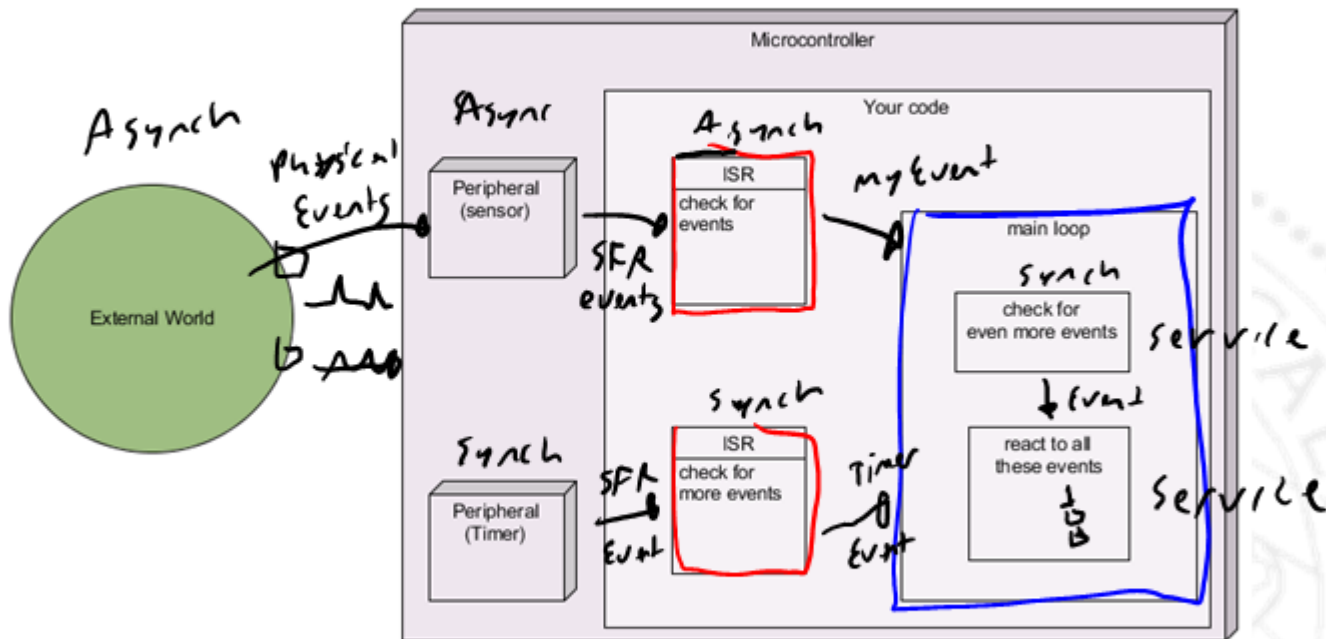 Microcontroller
Your code
Asynch
Async
Asynch
Physical
Events
Peripheral
(sensor)
SFR
events
ISR
check for
events
MyEvent
main loop
Synch
check for
even more events
Service
Event
react to all
these events
Service
External World
Synch
Peripheral
(Timer)
SFR
Event
Synch
ISR
check for
more events
Timer
Event